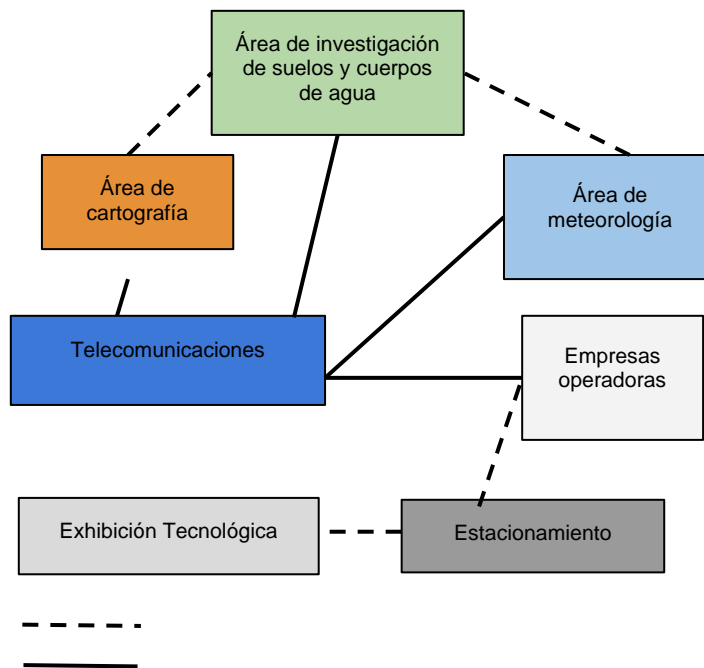 Área de investigación
de suelos y cuerpos
de agua
Área de
cartografía
Área de
meteorología
Telecomunicaciones
Empresas
operadoras
Exhibición Tecnológica
Estacionamiento